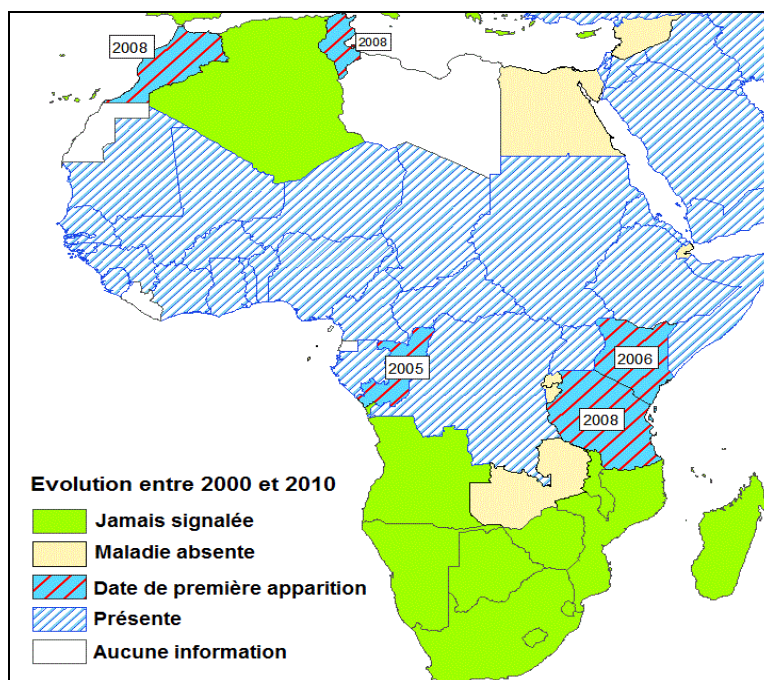 2008
2008
2005
2006
2008
Evolution entre 2000 et 2010
Jamais signalée
Maladie absente
Date de première apparition
Présente
Aucune information